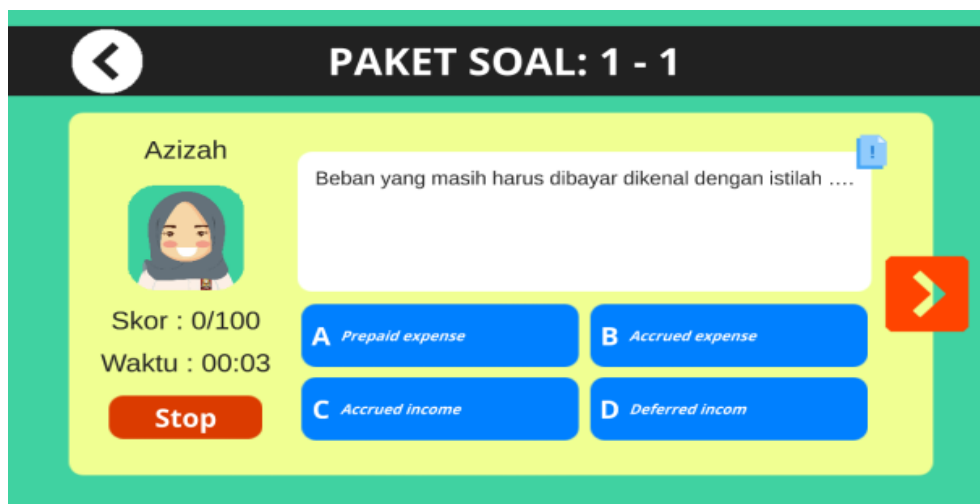 PAKET SOAL: 1 - 1
Azizah
Beban yang masih harus dibayar dikenal dengan istilah ....
!
Skor : 0/100
Waktu : 00:03
Stop
A Prepaid expense
B Accrued expense
C Accrued income
D Deferred incom